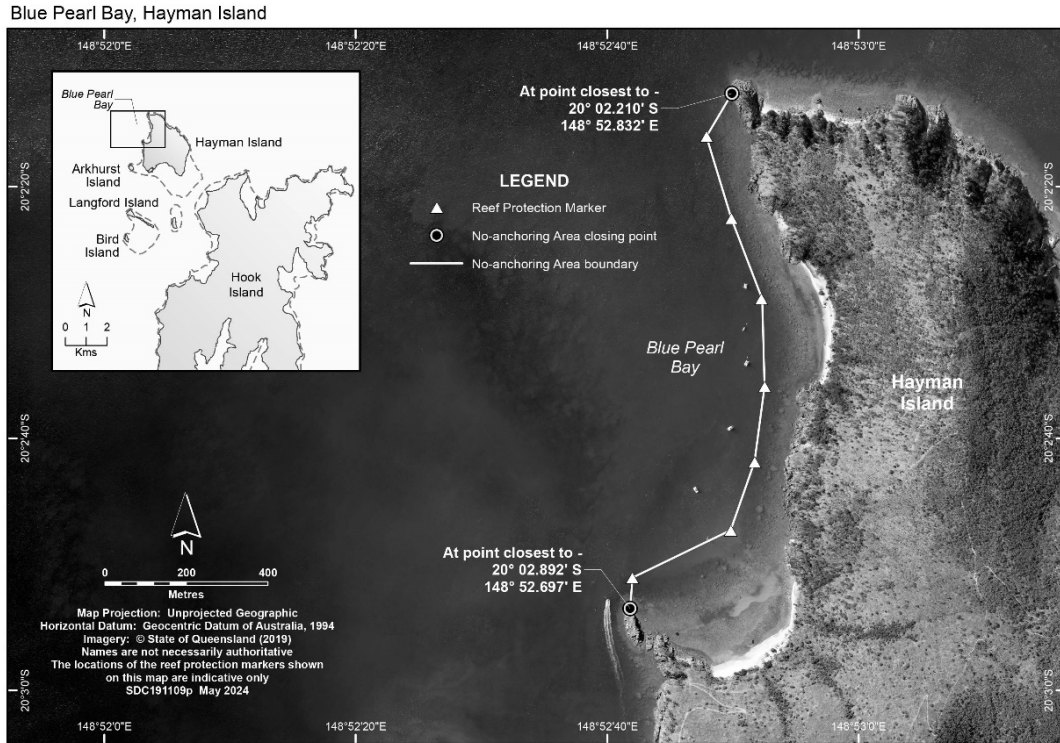 Blue Pearl Bay, Hayman Island
148°52'0"E
148°52'20"E
148°52'40"E
148°53'0"E
Blue Pearl
Bay
Hayman Island
Arkhurst
Island
Langford Island
Bird
Island
Hook
Island
N
0 1 2
Kms
At point closest to -
20° 02.210' S
148° 52.832' E
LEGEND
Reef Protection Marker
No-anchoring Area closing point
No-anchoring Area boundary
20°2'20"S
20°2'20"S
Blue Pearl
Bay
Hayman
Island
20°2'40"S
20°2'40"S
At point closest to -
20° 02.892' S
148° 52.697' E
N
0 200 400
Metres
Map Projection: Unprojected Geographic
Horizontal Datum: Geocentric Datum of Australia, 1994
Imagery: © State of Queensland (2019)
Names are not necessarily authoritative
The locations of the reef protection markers shown
on this map are indicative only
SDC191109p May 2024
20°3'0"S
20°3'0"S
148°52'0"E
148°52'20"E
148°52'40"E
148°53'0"E